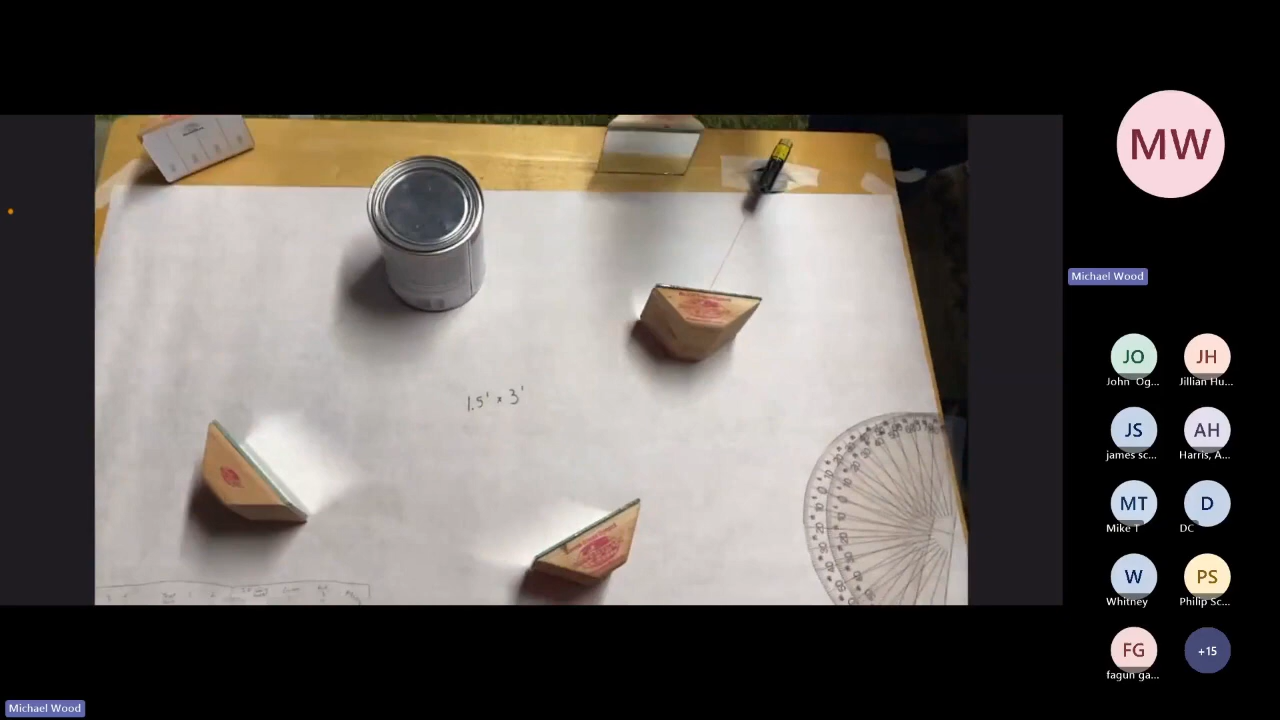 MW
Michael Wood
JO
JH
John Og...
Jillian Hu...
JS
AH
james sc...
Harris, A...
MT
D
Mike T
DC
W
PS
Whitney
Philip Sc...
FG
+15
fagun ga...
1.5' x 3'
Michael Wood